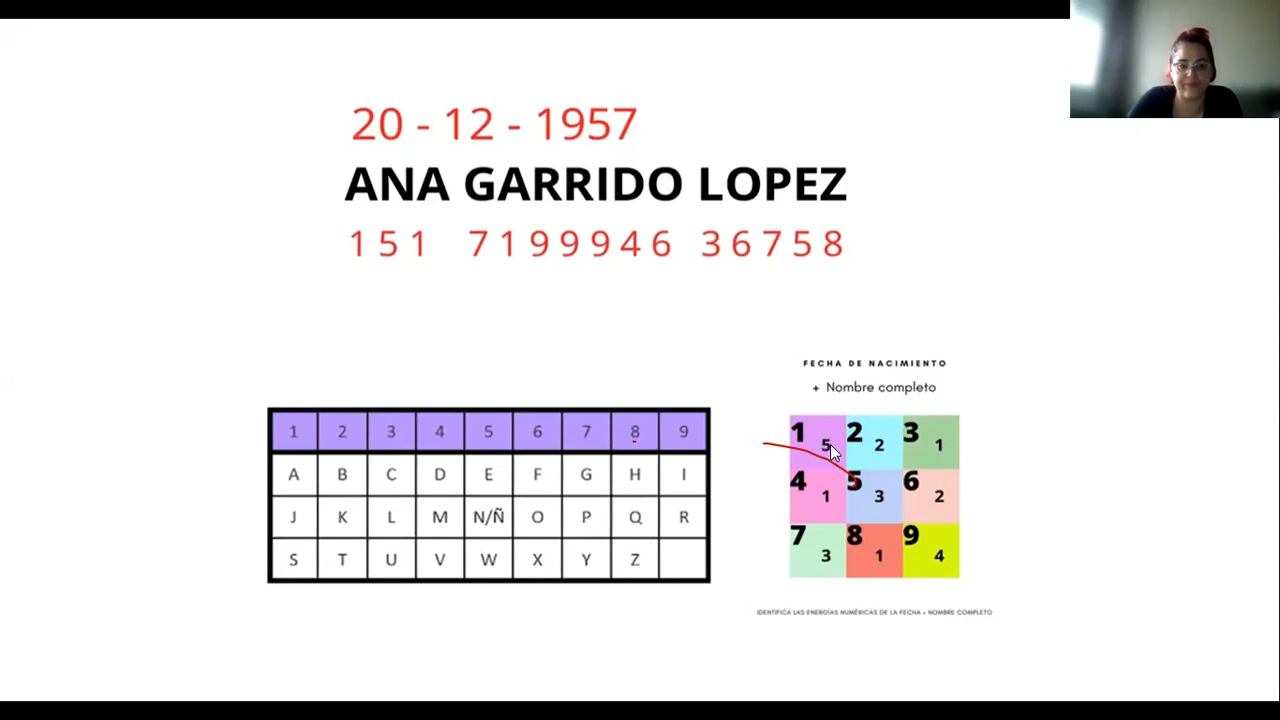 20 - 12 - 1957
ANA GARRIDO LOPEZ
1 5 1 7 1 9 9 9 4 6 3 6 7 5 8
1 2 3 4 5 6 7 8 9
A B C D E F G H I
J K L M N/Ñ O P Q R
S T U V W X Y Z
FECHA DE NACIMIENTO
+ Nombre completo
1 5 2 2 3 1
4 1 5 3 6 2
7 3 8 1 9 4
IDENTIFICA LAS ENERGÍAS NUMÉRICAS DE LA FECHA + NOMBRE COMPLETO